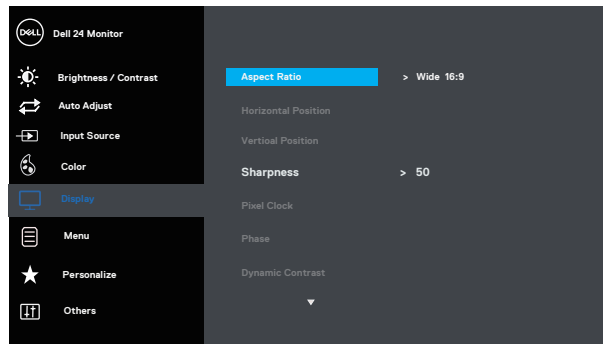 DELL
Dell 24 Monitor
Brightness / Contrast
Auto Adjust
Input Source
Color
Display
Menu
Personalize
Others
Aspect Ratio > Wide 16:9
Horizontal Position
Vertical Position
Sharpness > 50
Pixel Clock
Phase
Dynamic Contrast